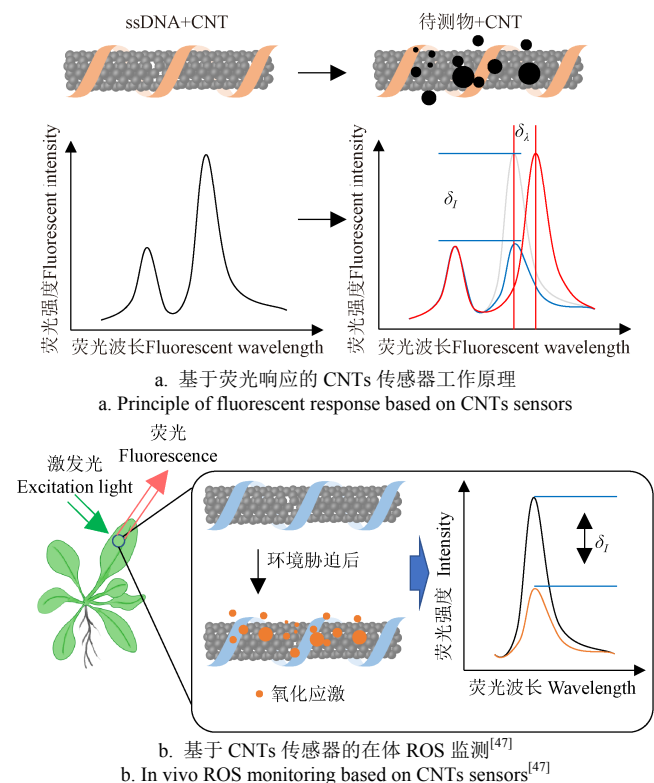 ssDNA+CNT
待测物+CNT
荧光强度Fluorescent intensity
荧光波长Fluorescent wavelength
荧光强度Fluorescent intensity
δλ
δI
荧光波长Fluorescent wavelength
a. 基于荧光响应的 CNTs 传感器工作原理
a. Principle of fluorescent response based on CNTs sensors
荧光
Fluorescence
激发光
Excitation light
环境胁迫后
氧化应激
荧光强度 Intensity
δI
荧光波长 Wavelength
b. 基于 CNTs 传感器的在体 ROS 监测[47]
b. In vivo ROS monitoring based on CNTs sensors[47]